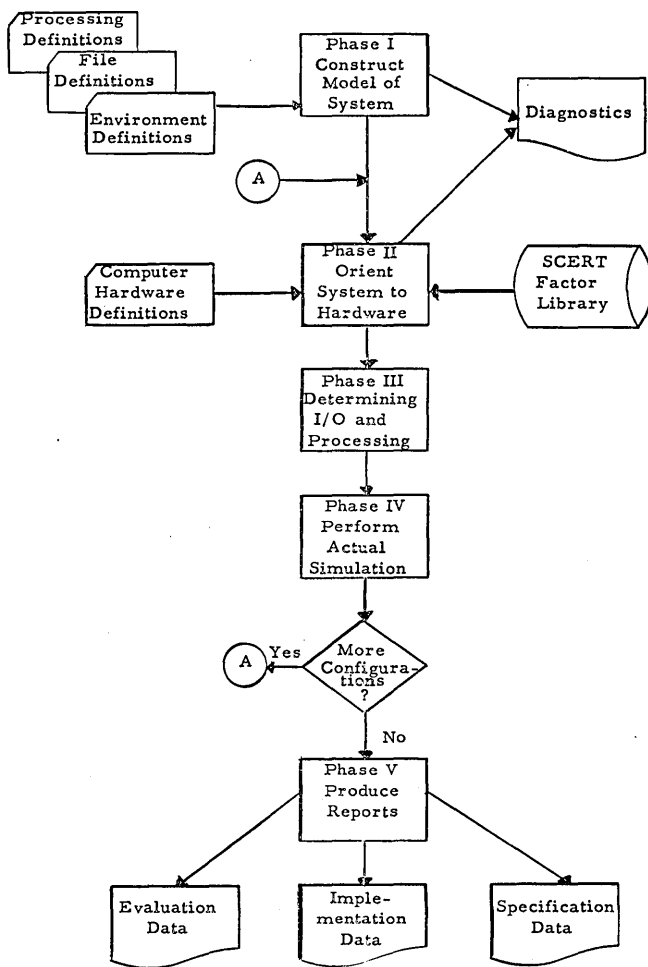 Processing
Definitions
File
Definitions
Environment
Definitions
Phase I
Construct
Model of
System
Diagnostics
A
Computer
Hardware
Definitions
Phase II
Orient
System to
Hardware
SCERT
Factor
Library
Phase III
Determining
I/O and
Processing
Phase IV
Perform
Actual
Simulation
A
Yes
More
Configura-
tions
?
No
Phase V
Produce
Reports
Evaluation
Data
Imple-
mentation
Data
Specification
Data